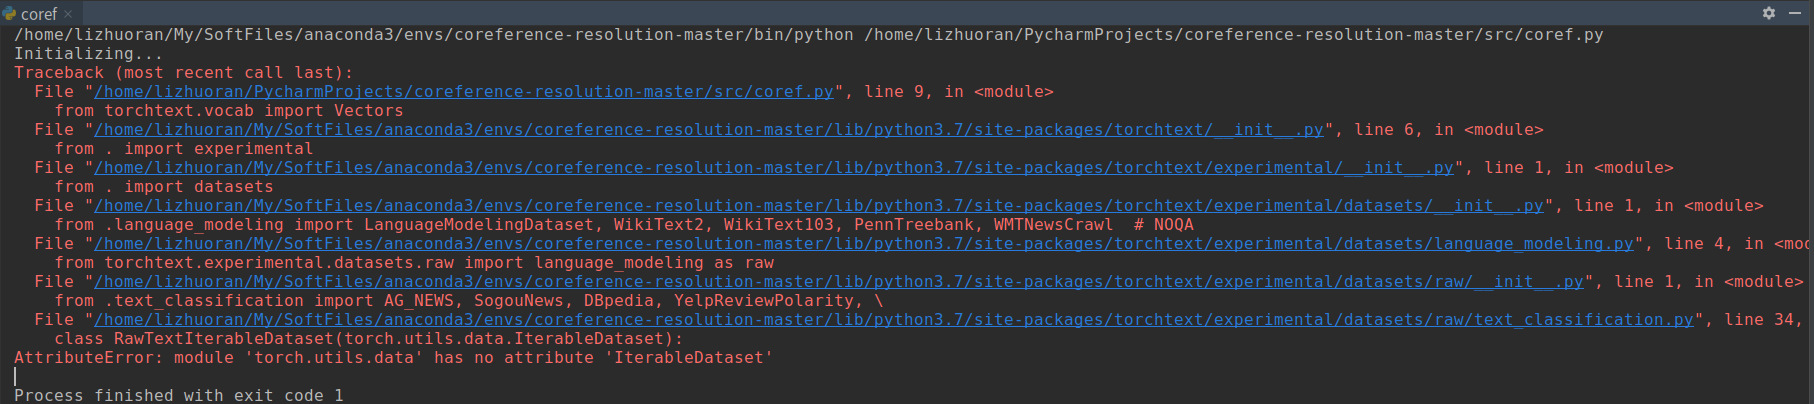 coref
/home/lizhuoran/My/SoftFiles/anaconda3/envs/coreference-resolution-master/bin/python /home/lizhuoran/PycharmProjects/coreference-resolution-master/src/coref.py
Initializing...
Traceback (most recent call last):
  File "/home/lizhuoran/PycharmProjects/coreference-resolution-master/src/coref.py", line 9, in <module>
    from torchtext.vocab import Vectors
  File "/home/lizhuoran/My/SoftFiles/anaconda3/envs/coreference-resolution-master/lib/python3.7/site-packages/torchtext/__init__.py", line 6, in <module>
    from . import experimental
  File "/home/lizhuoran/My/SoftFiles/anaconda3/envs/coreference-resolution-master/lib/python3.7/site-packages/torchtext/experimental/__init__.py", line 1, in <module>
    from . import datasets
  File "/home/lizhuoran/My/SoftFiles/anaconda3/envs/coreference-resolution-master/lib/python3.7/site-packages/torchtext/experimental/datasets/__init__.py", line 1, in <module>
    from .language_modeling import LanguageModelingDataset, WikiText2, WikiText103, PennTreebank, WMTNewsCrawl  # NOQA
  File "/home/lizhuoran/My/SoftFiles/anaconda3/envs/coreference-resolution-master/lib/python3.7/site-packages/torchtext/experimental/datasets/language_modeling.py", line 4, in <moc
    from torchtext.experimental.datasets.raw import language_modeling as raw
  File "/home/lizhuoran/My/SoftFiles/anaconda3/envs/coreference-resolution-master/lib/python3.7/site-packages/torchtext/experimental/datasets/raw/__init__.py", line 1, in <module>
    from .text_classification import AG_NEWS, SogouNews, DBpedia, YelpReviewPolarity, \
  File "/home/lizhuoran/My/SoftFiles/anaconda3/envs/coreference-resolution-master/lib/python3.7/site-packages/torchtext/experimental/datasets/raw/text_classification.py", line 34,
    class RawTextIterableDataset(torch.utils.data.IterableDataset):
AttributeError: module 'torch.utils.data' has no attribute 'IterableDataset'
Process finished with exit code 1